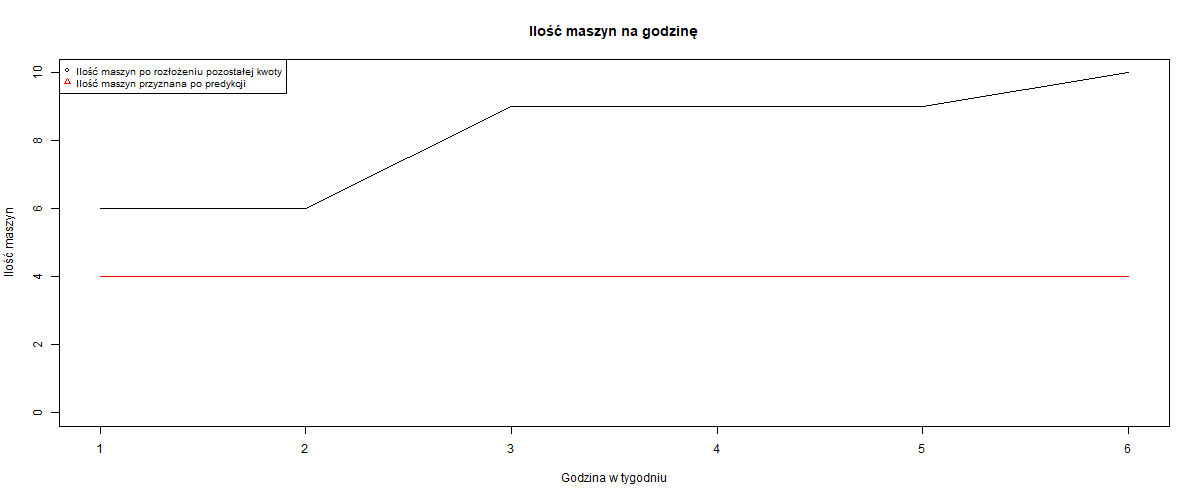 Ilość maszyn na godzinę
Ilość maszyn po rozłożeniu pozostałej kwoty
Ilość maszyn przyznana po predykcji
Ilość maszyn
10
8
6
4
2
0
1 2 3 4 5 6
Godzina w tygodniu